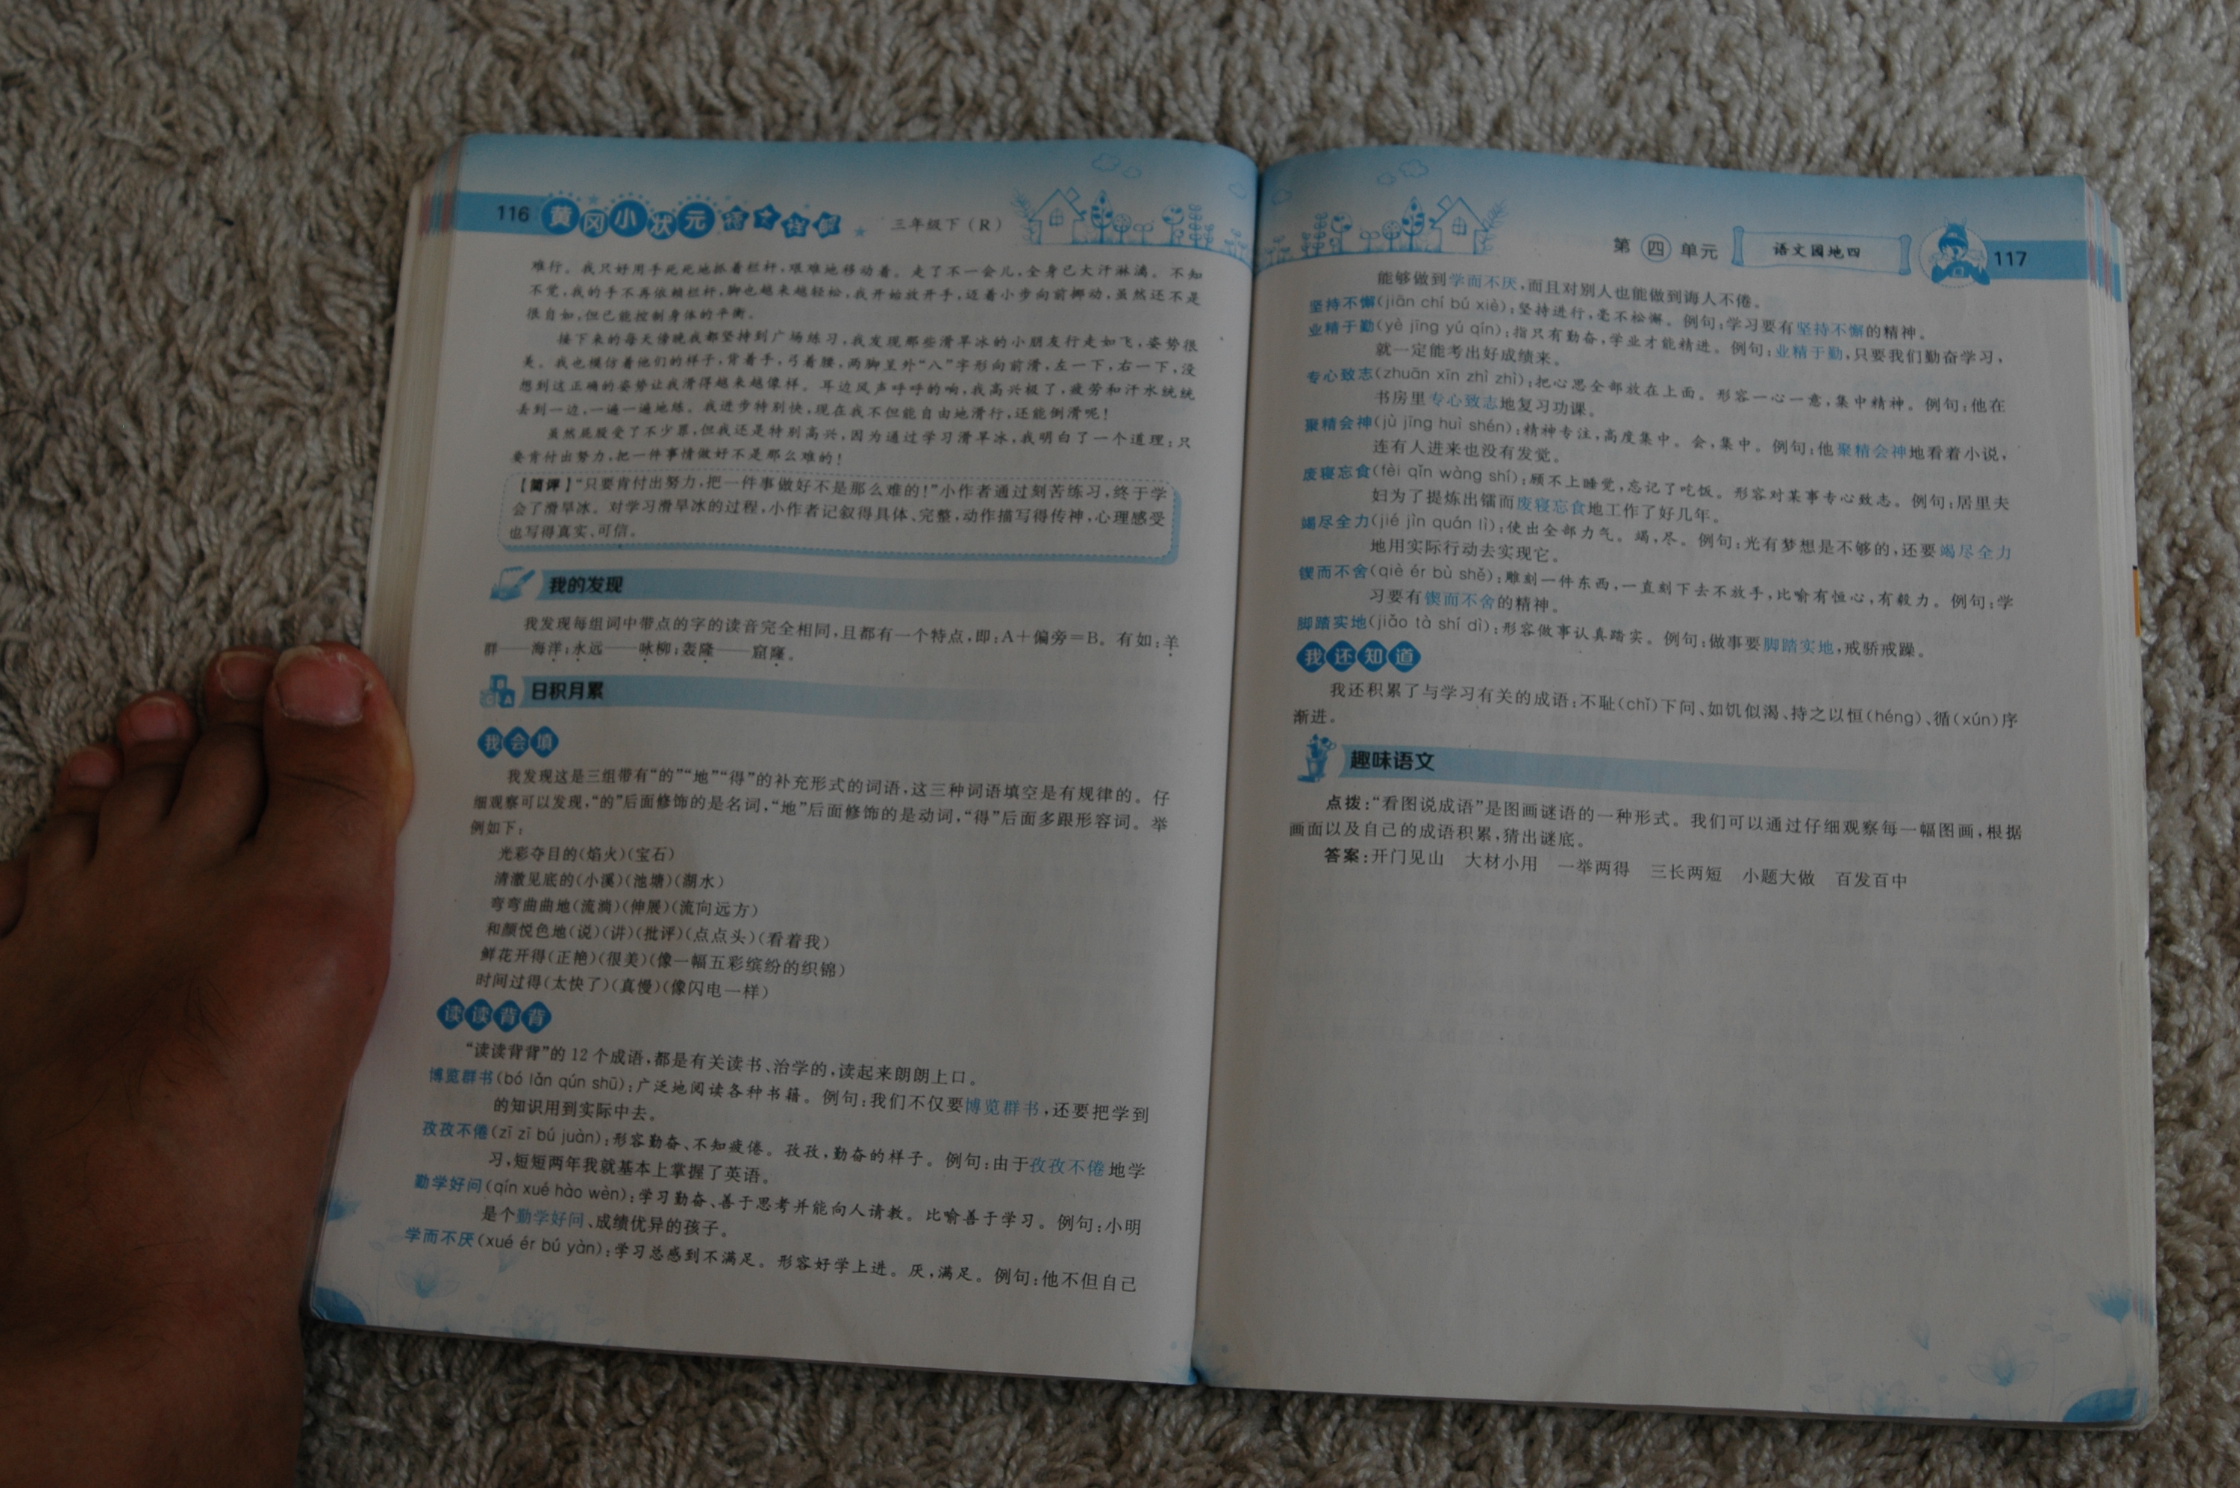 116 黄冈小状元 语文详解 三年级下（R）
难行。我只好用手死死地抓着栏杆，艰难地移动着。走了不一会儿，全身已大汗淋漓。不知
不觉，我的手不再依赖栏杆，脚也越来越轻松，我开始放开手，迈着小步向前挪动，虽然还不是
很自如，但已能控制身体的平衡。
接下来的每天傍晚我都坚持到广场练习，我发现那些滑旱冰的小朋友行走如飞，姿势很
美。我也模仿着他们的样子，背着手，弓着腰，两脚呈外“八”字形向前滑，左一下，右一下，没
想到这正确的姿势让我滑得越来越像样。耳边风声呼呼的响，我高兴极了，疲劳和汗水统统
丢到一边，一遍一遍地练。我进步特别快，现在我不但能自由地滑行，还能倒滑呢！
虽然屁股受了不少罪，但我还是特别高兴，因为通过学习滑旱冰，我明白了一个道理：只
要肯付出努力，把一件事情做好不是那么难的！
【简评】“只要肯付出努力，把一件事做好不是那么难的！”小作者通过刻苦练习，终于学
会了滑旱冰。对学习滑旱冰的过程，小作者记叙得具体、完整，动作描写得传神，心理感受
也写得真实、可信。
我的发现
我发现每组词中带点的字的读音完全相同，且都有一个特点，即：A＋偏旁＝B。有如：羊
群——海洋；永远——咏柳；轰隆——窟窿。
日积月累
我会填
我发现这是三组带有“的”“地”“得”的补充形式的词语，这三种词语填空是有规律的。仔
细观察可以发现，“的”后面修饰的是名词，“地”后面修饰的是动词，“得”后面多跟形容词。举
例如下：
光彩夺目的（焰火）（宝石）
清澈见底的（小溪）（池塘）（湖水）
弯弯曲曲地（流淌）（伸展）（流向远方）
和颜悦色地（说）（讲）（批评）（点点头）（看着我）
鲜花开得（正艳）（很美）（像一幅五彩缤纷的织锦）
时间过得（太快了）（真慢）（像闪电一样）
读读背背
“读读背背”的12个成语，都是有关读书、治学的，读起来朗朗上口。
博览群书（bó lǎn qún shū）：广泛地阅读各种书籍。例句：我们不仅要博览群书，还要把学到
的知识用到实际中去。
孜孜不倦（zī zī bú juàn）：形容勤奋、不知疲倦。孜孜，勤奋的样子。例句：由于孜孜不倦地学
习，短短两年我就基本上掌握了英语。
勤学好问（qín xué hào wèn）：学习勤奋、善于思考并能向人请教。比喻善于学习。例句：小明
是个勤学好问、成绩优异的孩子。
学而不厌（xué ér bú yàn）：学习总感到不满足。形容好学上进。厌，满足。例句：他不但自己
第四单元 语文园地四 117
能够做到学而不厌，而且对别人也能做到诲人不倦。
坚持不懈（jiān chí bú xiè）：坚持进行，毫不松懈。例句：学习要有坚持不懈的精神。
业精于勤（yè jīng yú qín）：指只有勤奋，学业才能精进。例句：业精于勤，只要我们勤奋学习，
就一定能考出好成绩来。
专心致志（zhuān xīn zhì zhì）：把心思全部放在上面。形容一心一意，集中精神。例句：他在
书房里专心致志地复习功课。
聚精会神（jù jīng huì shén）：精神专注，高度集中。会，集中。例句：他聚精会神地看着小说，
连有人进来也没有发觉。
废寝忘食（fèi qǐn wàng shí）：顾不上睡觉，忘记了吃饭。形容对某事专心致志。例句：居里夫
妇为了提炼出镭而废寝忘食地工作了好几年。
竭尽全力（jié jìn quán lì）：使出全部力气。竭，尽。例句：光有梦想是不够的，还要竭尽全力
地用实际行动去实现它。
锲而不舍（qiè ér bù shě）：雕刻一件东西，一直刻下去不放手，比喻有恒心，有毅力。例句：学
习要有锲而不舍的精神。
脚踏实地（jiǎo tà shí dì）：形容做事认真踏实。例句：做事要脚踏实地，戒骄戒躁。
我还知道
我还积累了与学习有关的成语：不耻（chǐ）下问、如饥似渴、持之以恒（héng）、循（xún）序
渐进。
趣味语文
点拨：“看图说成语”是图画谜语的一种形式。我们可以通过仔细观察每一幅图画，根据
画面以及自己的成语积累，猜出谜底。
答案：开门见山 大材小用 一举两得 三长两短 小题大做 百发百中